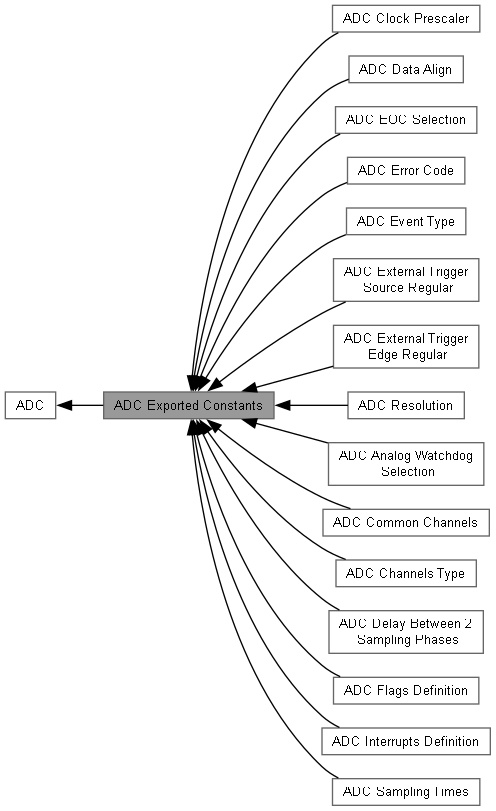 ADC Clock Prescaler
ADC Data Align
ADC EOC Selection
ADC Error Code
ADC Event Type
ADC External Trigger
Source Regular
ADC External Trigger
Edge Regular
ADC
ADC Exported Constants
ADC Resolution
ADC Analog Watchdog
Selection
ADC Common Channels
ADC Channels Type
ADC Delay Between 2
Sampling Phases
ADC Flags Definition
ADC Interrupts Definition
ADC Sampling Times